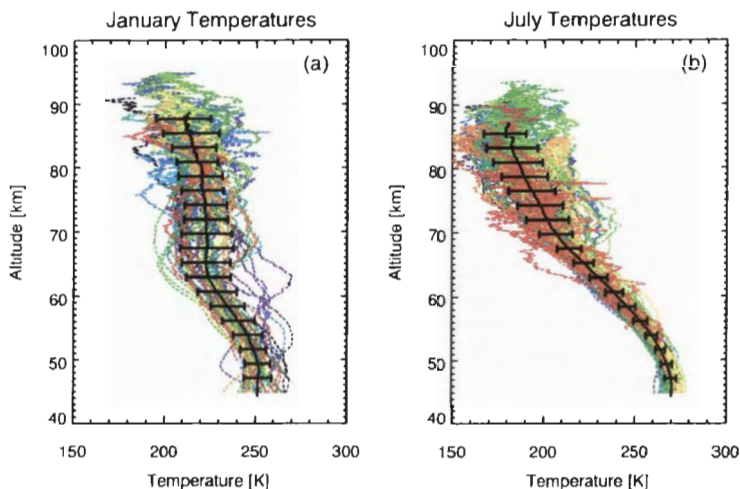 January Temperatures
July Temperatures
(a)
(b)
100
90
80
70
60
50
40
Altitude [km]
150
200
250
300
Temperature [K]
100
90
80
70
60
50
40
Altitude [km]
150
200
250
300
Temperature [K]